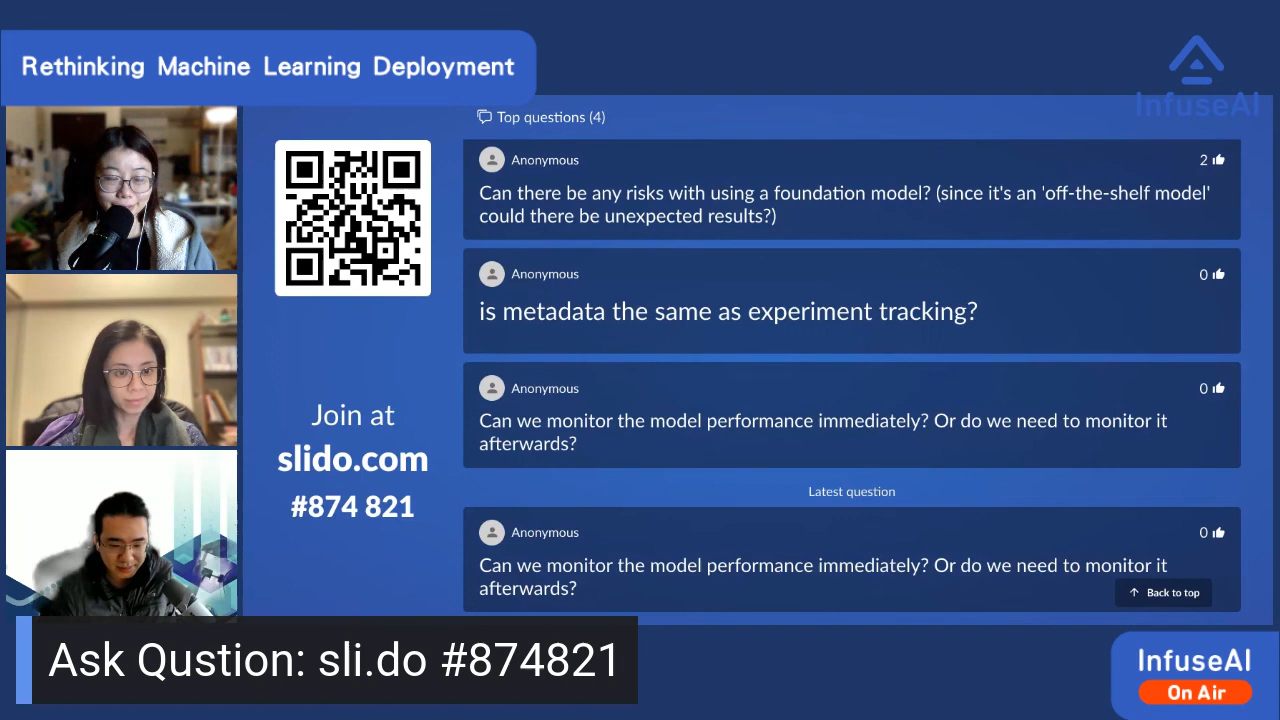 Rethinking Machine Learning Deployment
InfuseAI
Top questions (4)
Anonymous
2
Can there be any risks with using a foundation model? (since it's an 'off-the-shelf model'
could there be unexpected results?)
Anonymous
0
is metadata the same as experiment tracking?
Anonymous
0
Can we monitor the model performance immediately? Or do we need to monitor it
afterwards?
Latest question
Anonymous
0
Can we monitor the model performance immediately? Or do we need to monitor it
afterwards?
Back to top
Join at
slido.com
#874 821
Ask Qustion: sli.do #874821
InfuseAI
On Air